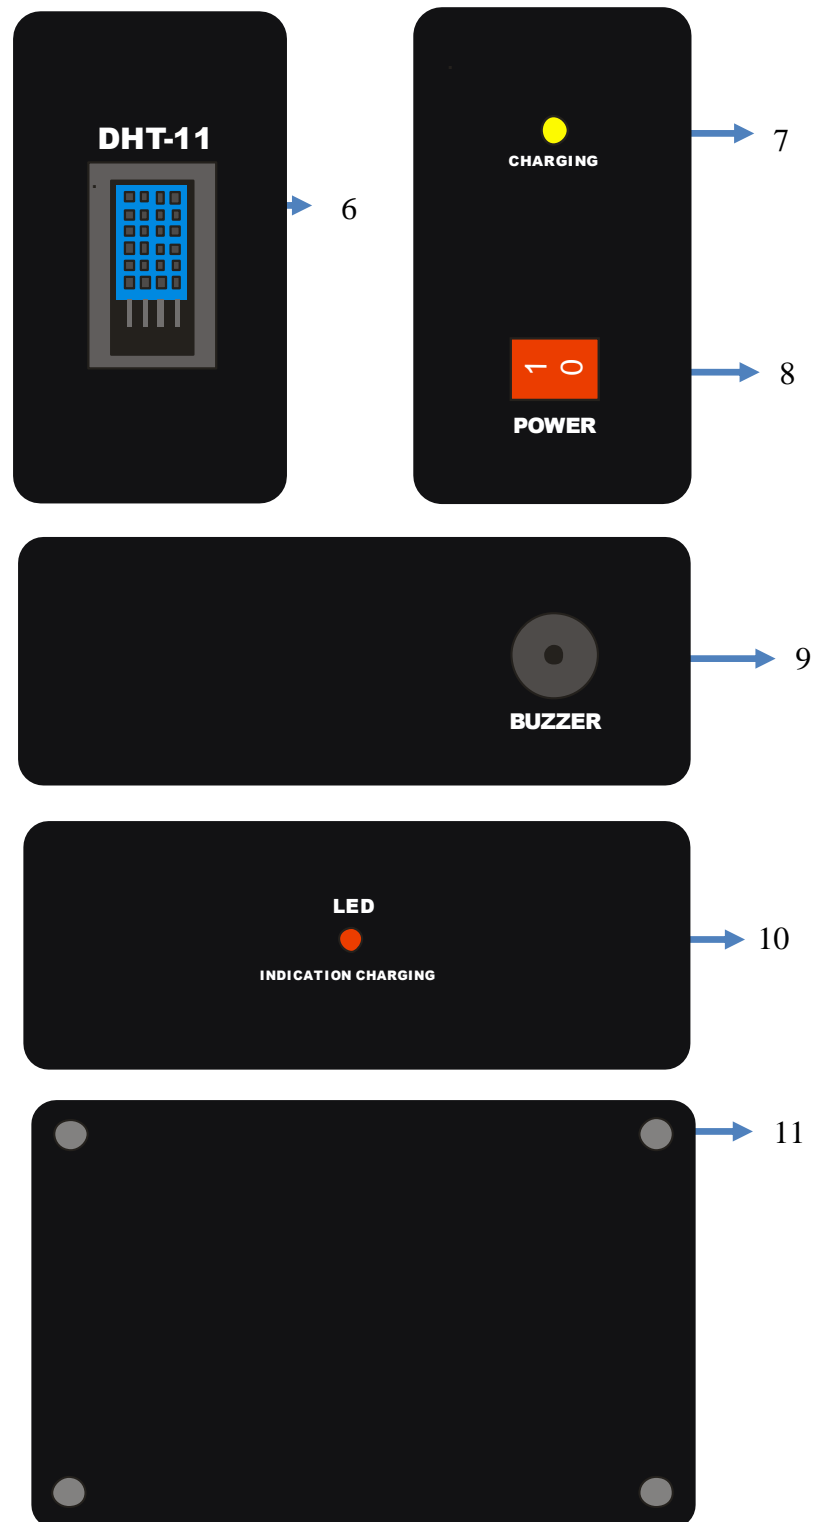 DHT-11
6
CHARGING
7
1 0
8
POWER
BUZZER
9
LED
INDICATION CHARGING
10
11